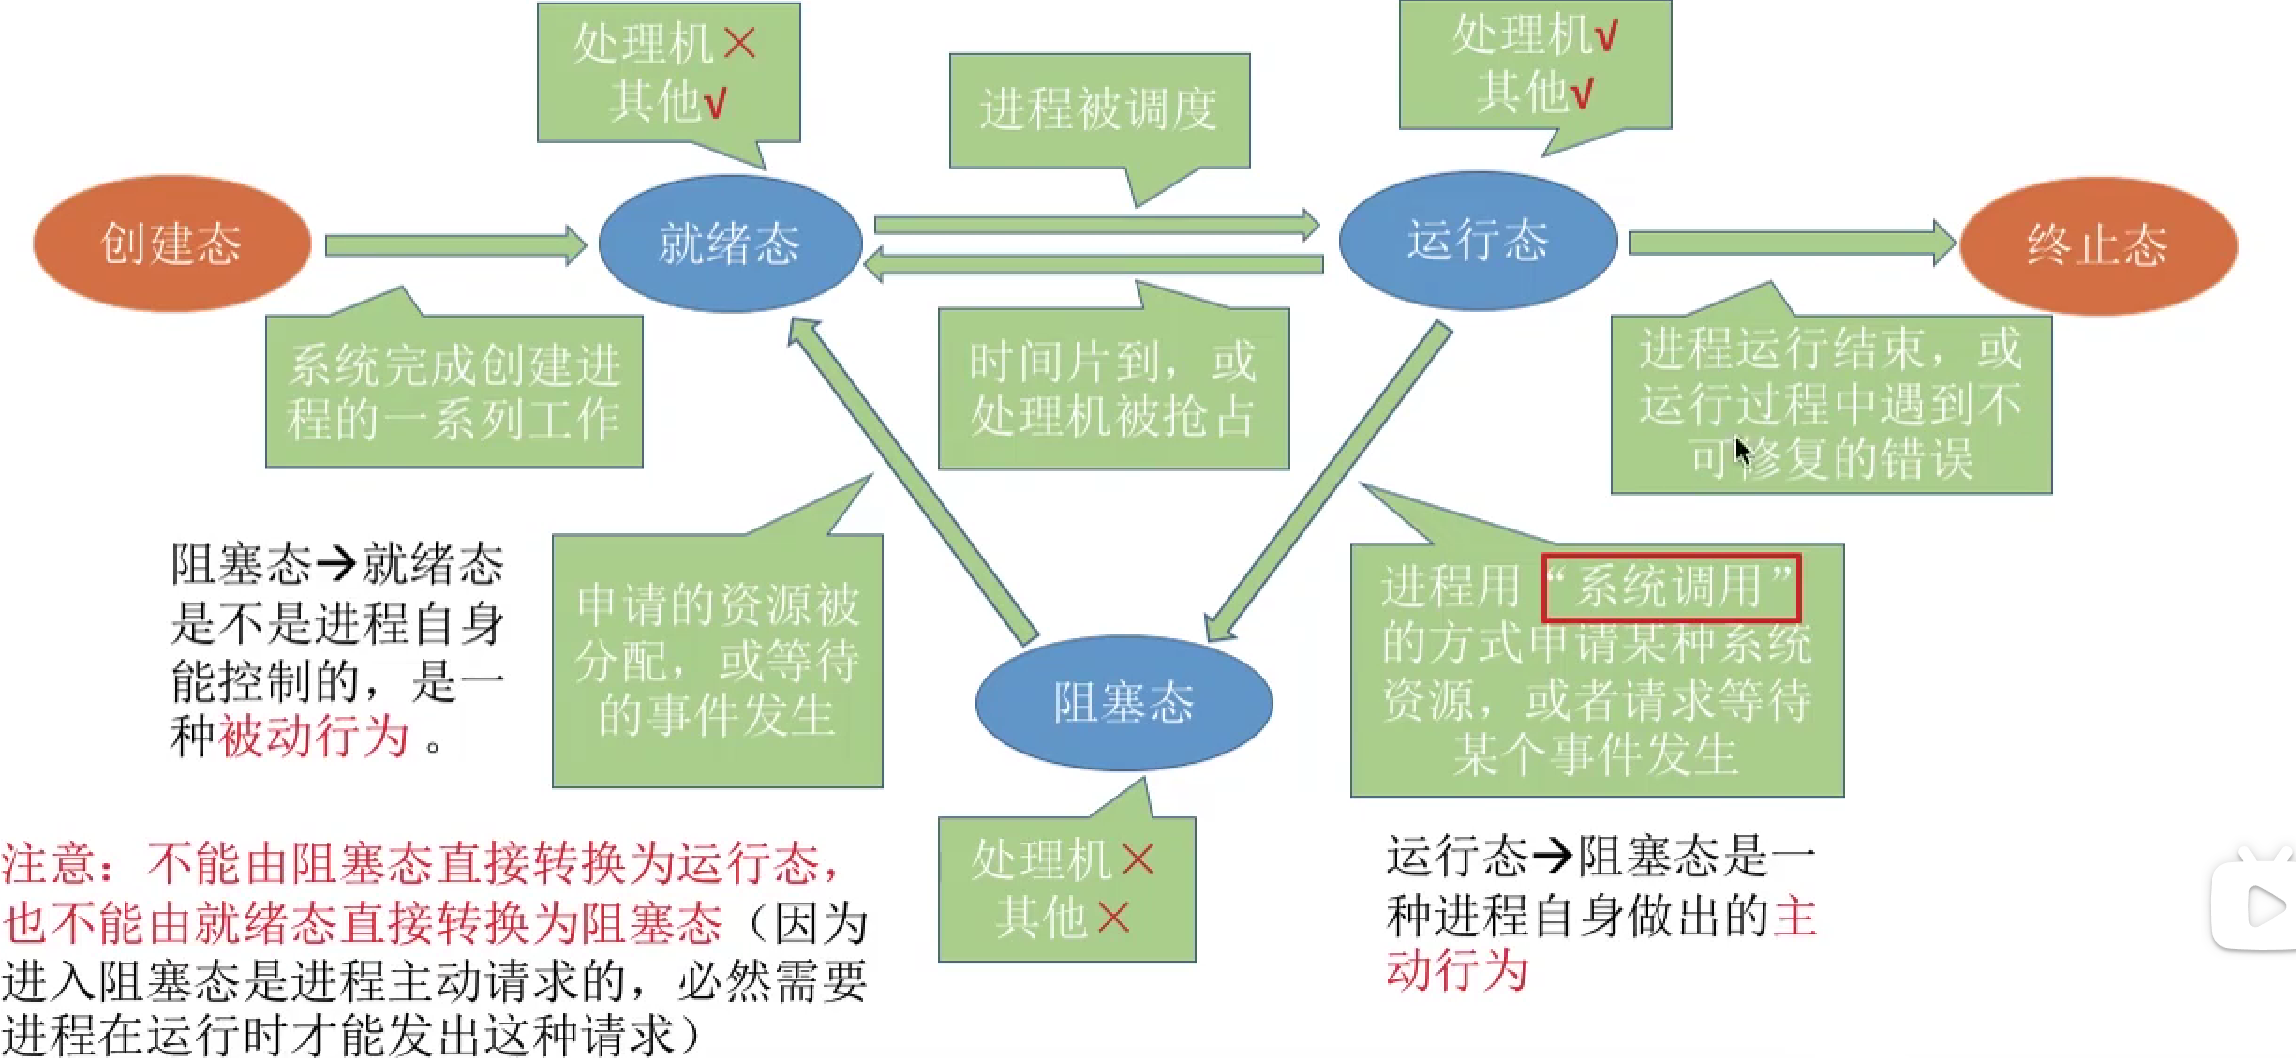 处理机×
其他√
进程被调度
处理机√
其他√
创建态
就绪态
运行态
终止态
系统完成创建进
程的一系列工作
时间片到，或
处理机被抢占
进程运行结束，或
运行过程中遇到不
可修复的错误
阻塞态→就绪态
是不是进程自身
能控制的，是一
种被动行为。
申请的资源被
分配，或等待
的事件发生
进程用“系统调用”
的方式申请某种系统
资源，或者请求等待
某个事件发生
阻塞态
处理机×
其他×
注意：不能由阻塞态直接转换为运行态，
也不能由就绪态直接转换为阻塞态（因为
进入阻塞态是进程主动请求的，必然需要
进程在运行时才能发出这种请求）
运行态→阻塞态是一
种进程自身做出的主
动行为